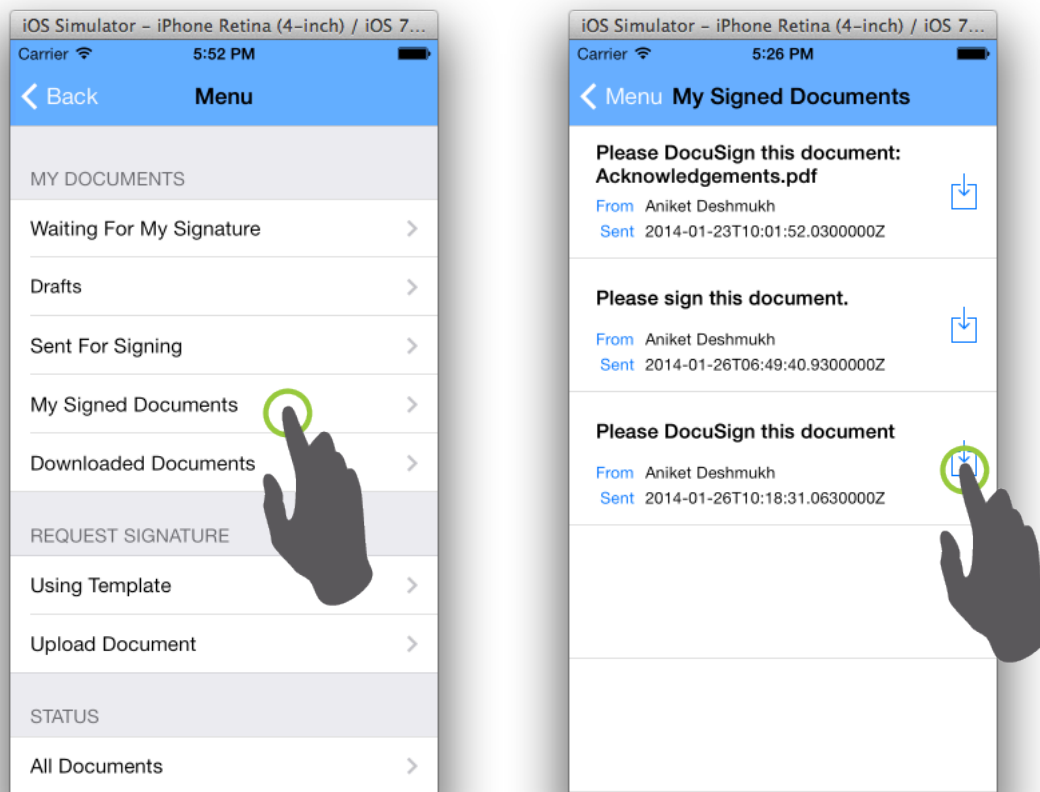 iOS Simulator – iPhone Retina (4-inch) / iOS 7...
Carrier 5:52 PM
Back Menu
MY DOCUMENTS
Waiting For My Signature
Drafts
Sent For Signing
My Signed Documents
Downloaded Documents
REQUEST SIGNATURE
Using Template
Upload Document
STATUS
All Documents
iOS Simulator – iPhone Retina (4-inch) / iOS 7...
Carrier 5:26 PM
Menu My Signed Documents
Please DocuSign this document:
Acknowledgements.pdf
From Aniket Deshmukh
Sent 2014-01-23T10:01:52.0300000Z
Please sign this document.
From Aniket Deshmukh
Sent 2014-01-26T06:49:40.9300000Z
Please DocuSign this document
From Aniket Deshmukh
Sent 2014-01-26T10:18:31.0630000Z